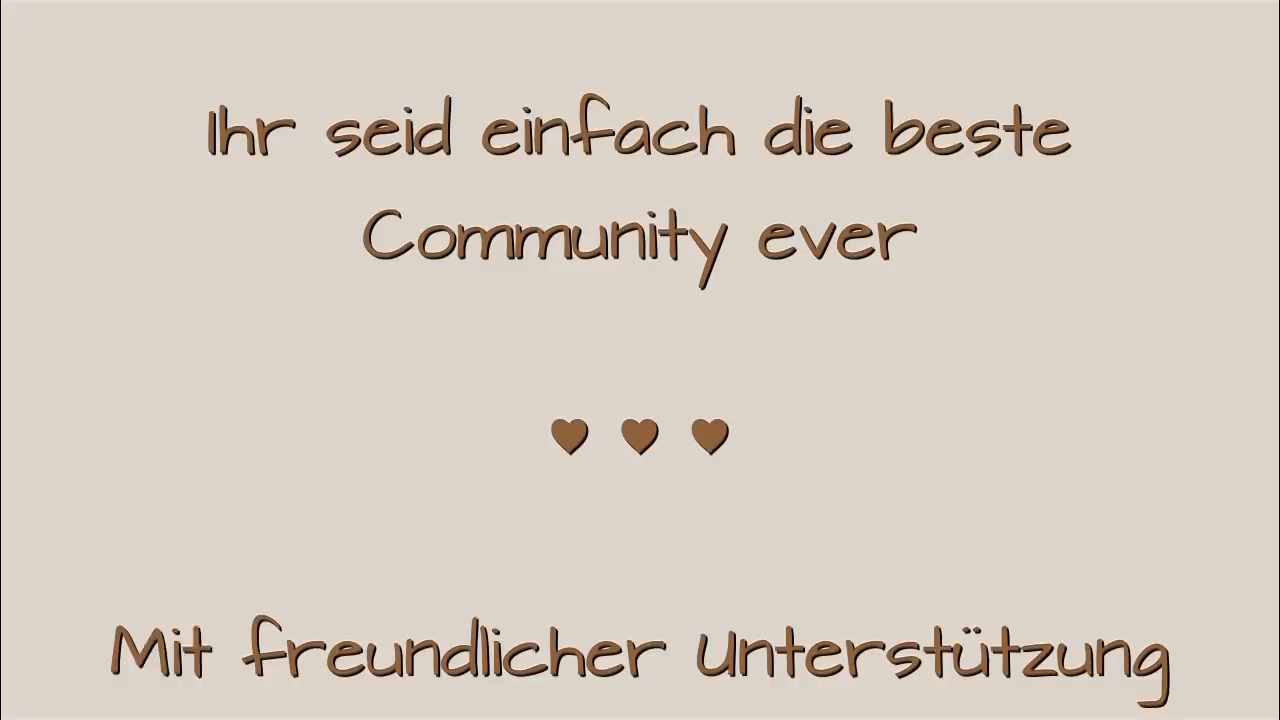 Ihr seid einfach die beste
Community ever
♥ ♥ ♥
Mit freundlicher Unterstützung